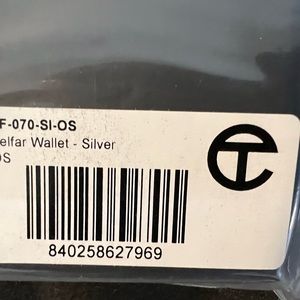 F-070-SI-OS
elfar Wallet - Silver
OS
840258627969